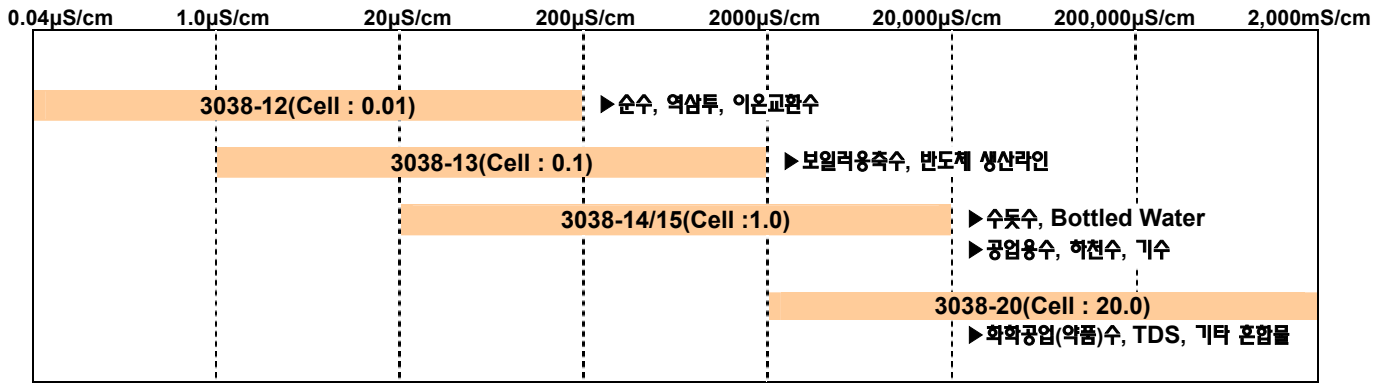 0.04µS/cm 1.0µS/cm 20µS/cm 200µS/cm 2000µS/cm 20,000µS/cm 200,000µS/cm 2,000mS/cm
3038-12(Cell : 0.01) ▶순수, 역삼투, 이온교환수
3038-13(Cell : 0.1) ▶보일러응축수, 반도체 생산라인
3038-14/15(Cell :1.0) ▶수돗수, Bottled Water
▶공업용수, 하천수, 기수
3038-20(Cell : 20.0)
▶화학공업(약품)수, TDS, 기타 혼합물